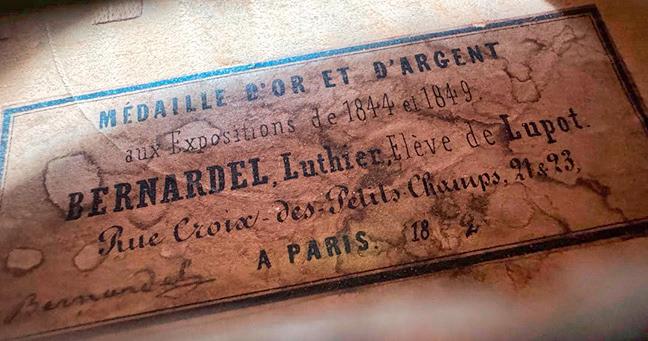 MÉDAILLE D'OR ET D'ARGENT
aux Expositions de 1844 et 1849.
BERNARDEL, Luthier, Elève de Lupot.
Rue Croix-des-Petits-Champs, 21 & 23,
A PARIS. 18 2
Bernardel